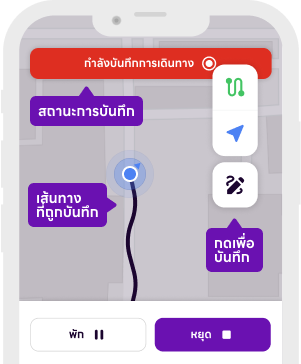 กำลังบันทึกการเดินทาง
สถานะการบันทึก
เส้นทาง
ที่ถูกบันทึก
กดเพื่อ
บันทึก
พัก
หยุด